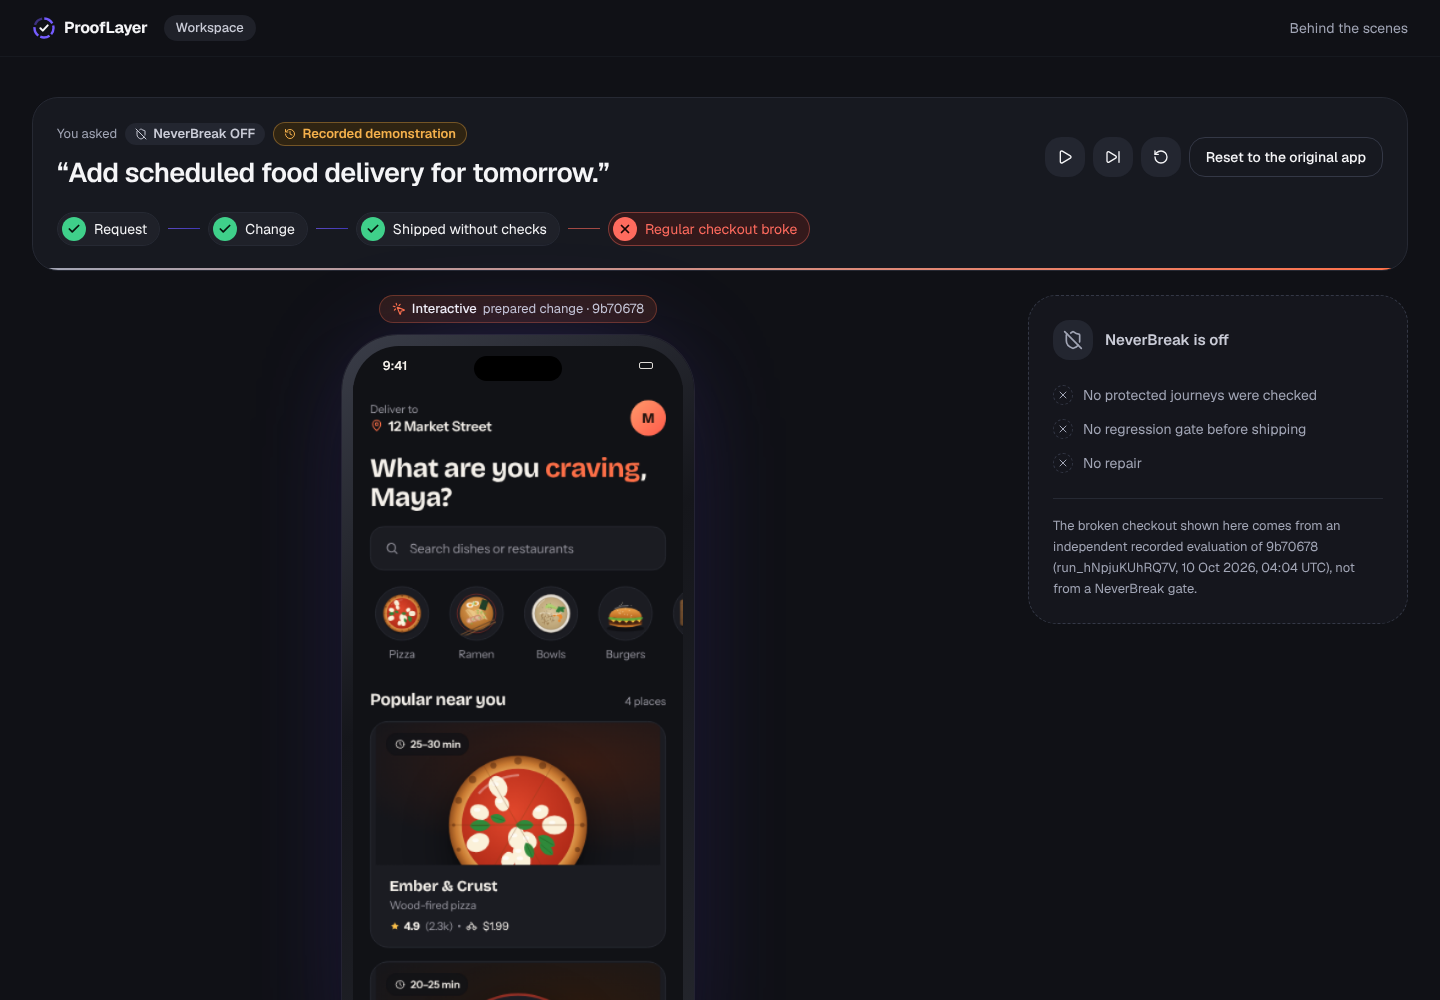 ProofLayer
Workspace
Behind the scenes
You asked
NeverBreak OFF
Recorded demonstration
“Add scheduled food delivery for tomorrow.”
Reset to the original app
Request
Change
Shipped without checks
Regular checkout broke
Interactive prepared change · 9b70678
9:41
Deliver to
12 Market Street
M
What are you craving,
Maya?
Search dishes or restaurants
Pizza
Ramen
Bowls
Burgers
Popular near you
4 places
25–30 min
Ember & Crust
Wood-fired pizza
4.9 (2.3k) • $1.99
20–25 min
NeverBreak is off
No protected journeys were checked
No regression gate before shipping
No repair
The broken checkout shown here comes from an
independent recorded evaluation of 9b70678
(run_hNpjuKUhRQ7V, 10 Oct 2026, 04:04 UTC), not
from a NeverBreak gate.